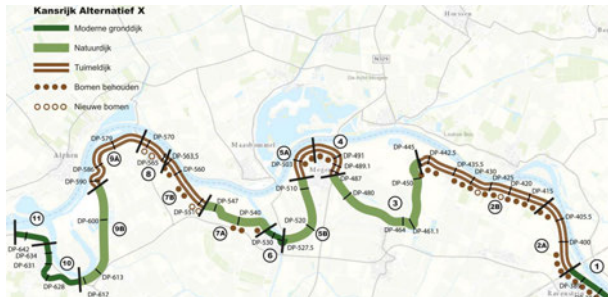 Kansrijk Alternatief X
Moderne gronddijk
Natuurdijk
Tuimeldijk
Bomen behouden
Nieuwe bomen
Alphen
Maasbommel
DP-579
DP-570
9A
DP-565
DP-563,5
DP-586
8
DP-560
DP-590
7B
DP-551
DP-547
DP-540
7A
DP-530
6
DP-527.5
DP-600
9B
11
DP-642
DP-634
DP-631
10
DP-628
DP-613
DP-612
4
5A
DP-503
DP-491
DP-489.1
DP-487
DP-510
DP-480
DP-520
5B
3
DP-464
DP-461.1
DP-445
DP-442.5
DP-450
DP-435.5
DP-430
DP-425
DP-420
2B
DP-415
DP-405.5
2A
DP-400
1